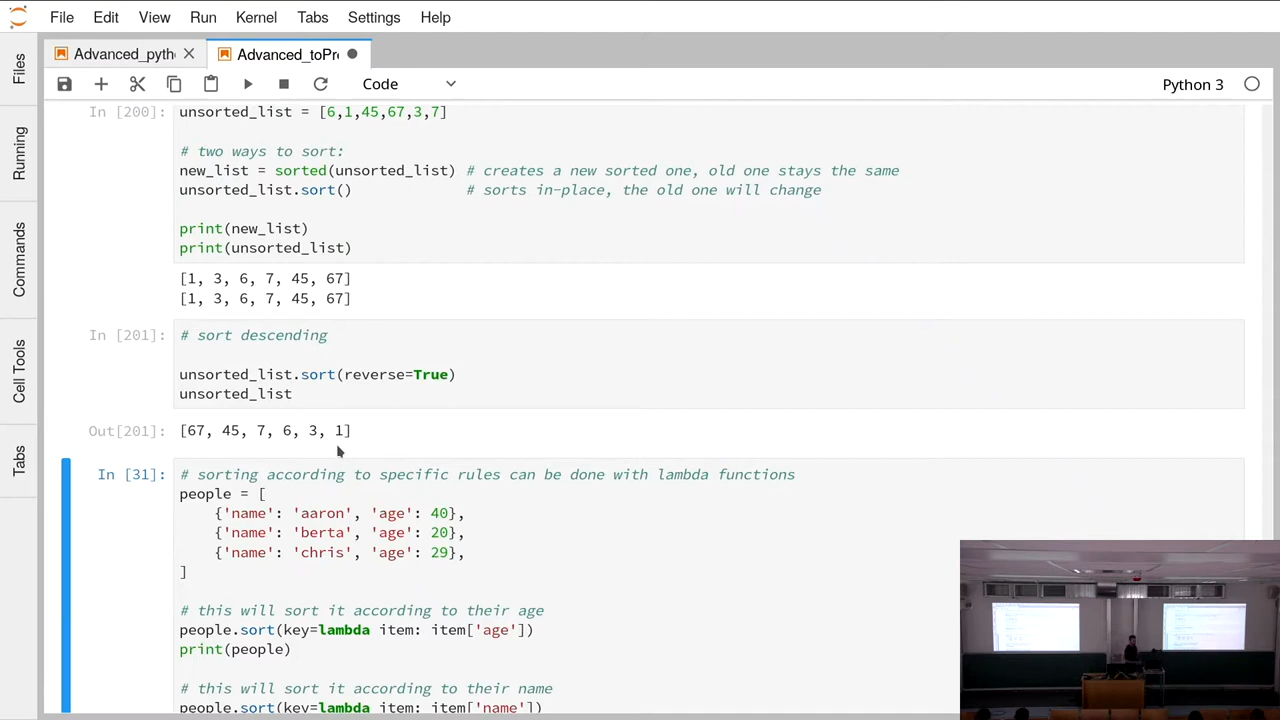 File Edit View Run Kernel Tabs Settings Help
Files
Running
Commands
Cell Tools
Tabs
Advanced_pyth
Advanced_toPr
Code
Python 3
In [200]:
unsorted_list = [6,1,45,67,3,7]
# two ways to sort:
new_list = sorted(unsorted_list) # creates a new sorted one, old one stays the same
unsorted_list.sort() # sorts in-place, the old one will change
print(new_list)
print(unsorted_list)
[1, 3, 6, 7, 45, 67]
[1, 3, 6, 7, 45, 67]
In [201]:
# sort descending
unsorted_list.sort(reverse=True)
unsorted_list
Out[201]: [67, 45, 7, 6, 3, 1]
In [31]:
# sorting according to specific rules can be done with lambda functions
people = [
{'name': 'aaron', 'age': 40},
{'name': 'berta', 'age': 20},
{'name': 'chris', 'age': 29},
]
# this will sort it according to their age
people.sort(key=lambda item: item['age'])
print(people)
# this will sort it according to their name
people.sort(key=lambda item: item['name'])